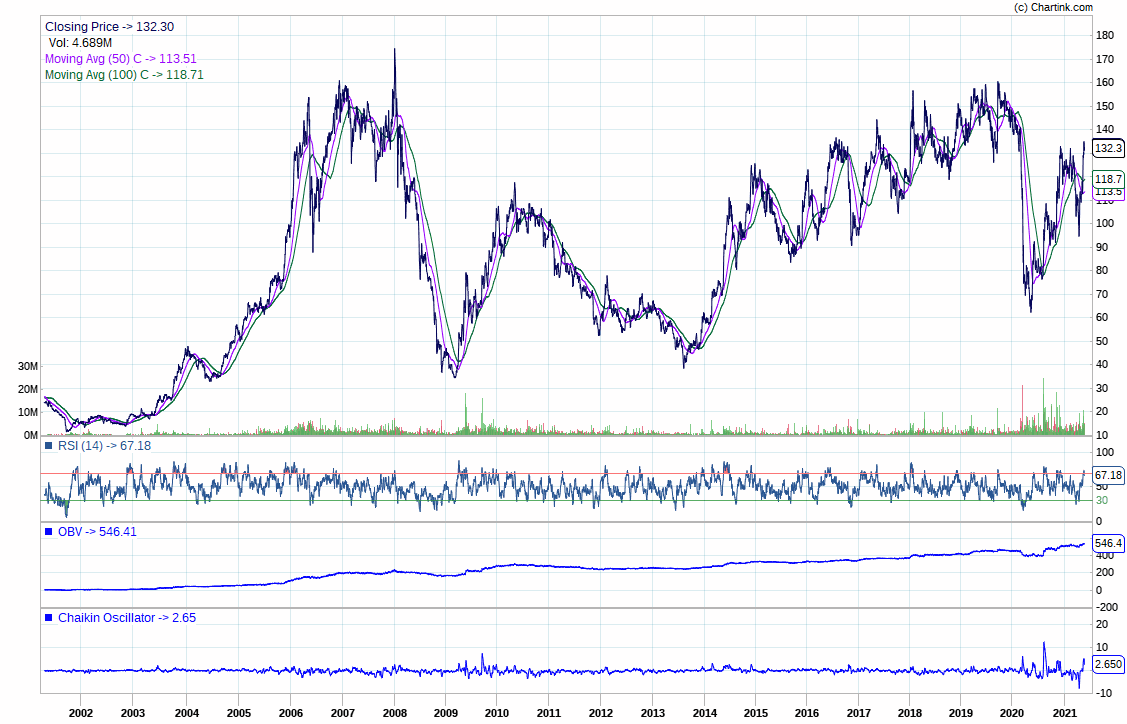 (c) Chartink.com
Closing Price -> 132.30
Vol: 4.689M
Moving Avg (50) C -> 113.51
Moving Avg (100) C -> 118.71
180
170
160
150
140
132.3
118.7
113.5
110
100
90
80
70
60
50
40
30
20
10
30M
20M
10M
0M
RSI (14) -> 67.18
100
67.18
50
30
0
OBV -> 546.41
546.4
400
200
0
-200
Chaikin Oscillator -> 2.65
20
10
2.650
-10
2002 2003 2004 2005 2006 2007 2008 2009 2010 2011 2012 2013 2014 2015 2016 2017 2018 2019 2020 2021